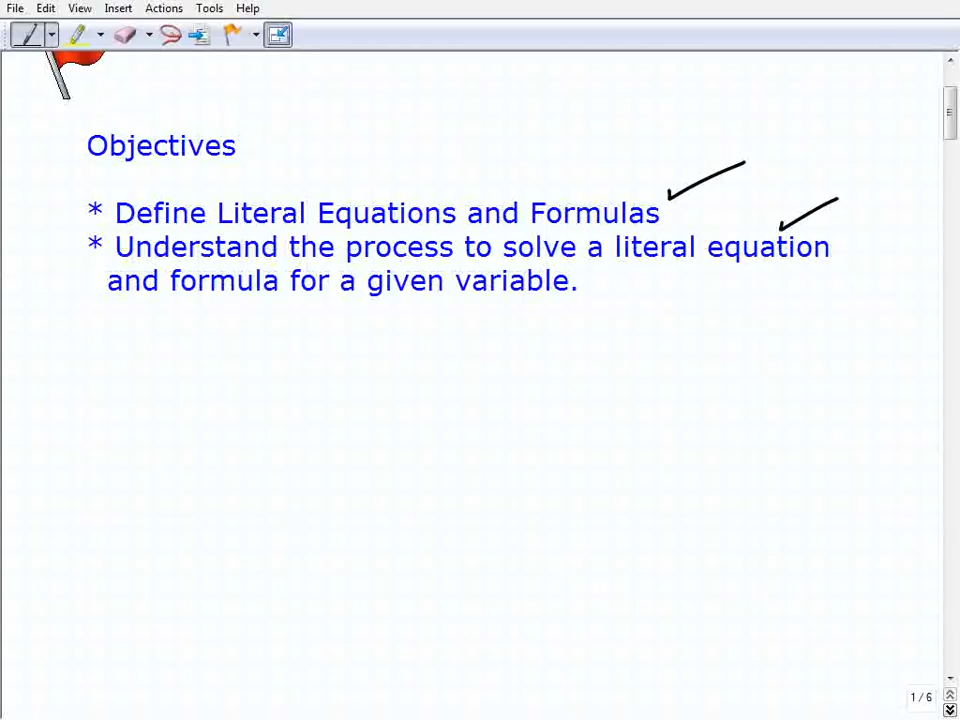 File Edit View Insert Actions Tools Help
Objectives
* Define Literal Equations and Formulas
* Understand the process to solve a literal equation
and formula for a given variable.
1 / 6